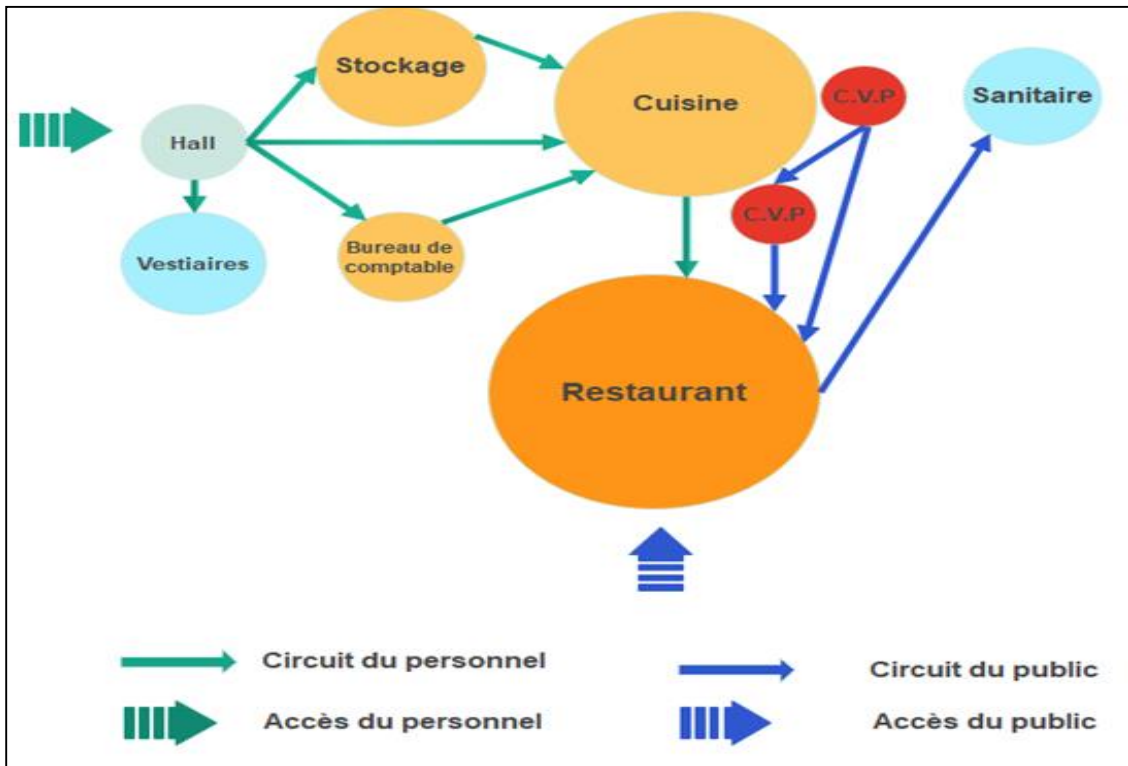 Stockage
Cuisine
C.V.P
Sanitaire
Hall
C.V.P
Vestiaires
Bureau de
comptable
Restaurant
Circuit du personnel
Circuit du public
Accès du personnel
Accès du public